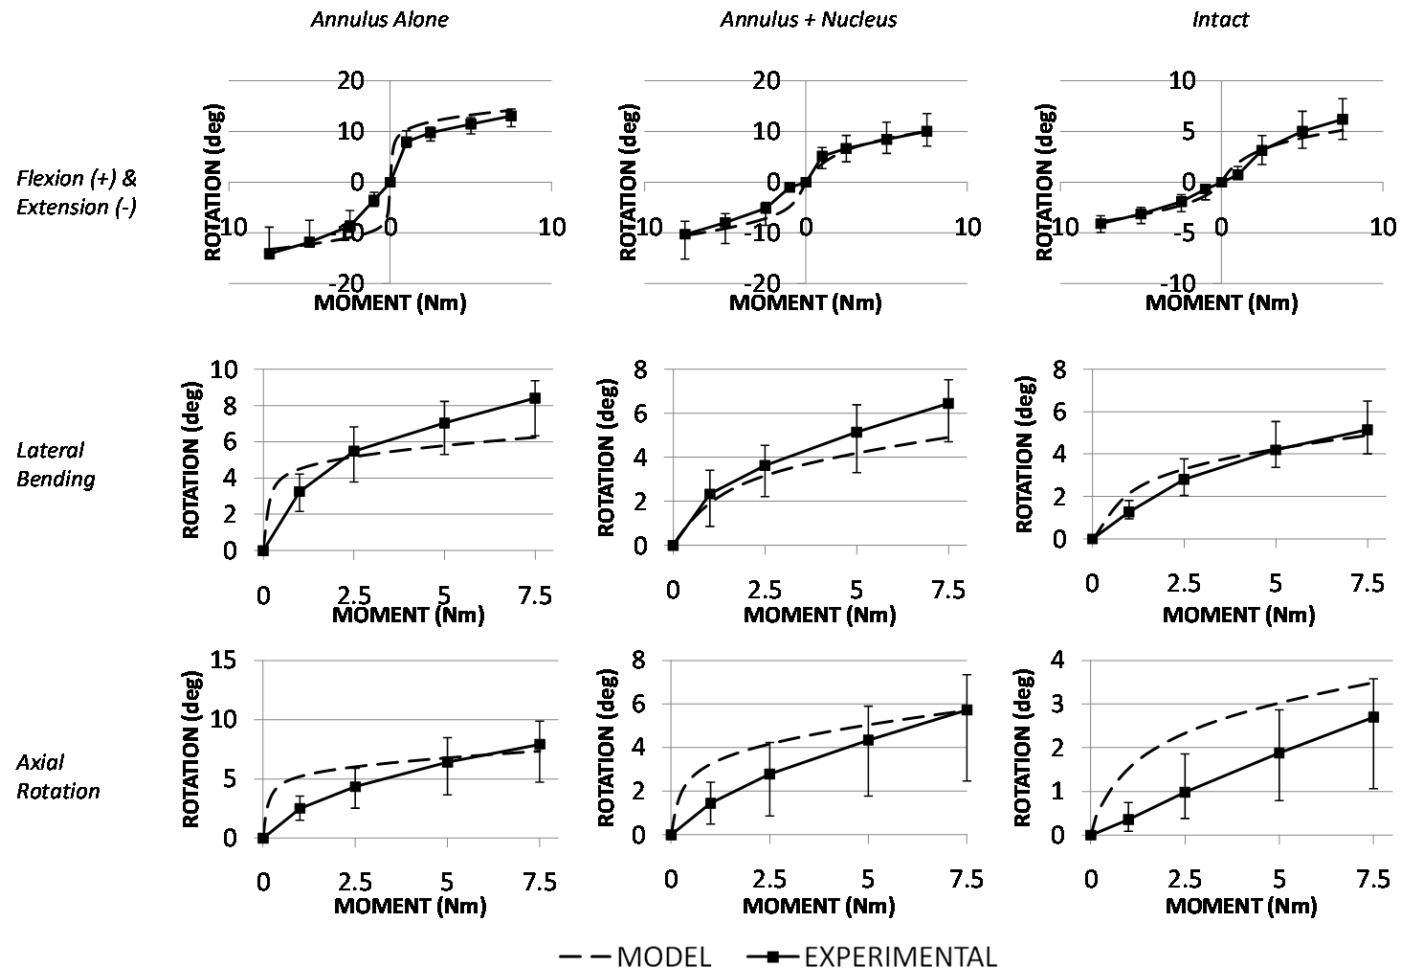 Annulus Alone Annulus + Nucleus Intact
Flexion (+) &
Extension (-)
ROTATION (deg)
20
10
0
10 0 10
-10
-20
MOMENT (Nm)
ROTATION (deg)
20
10
0
10 0 10
-10
-20
MOMENT (Nm)
ROTATION (deg)
10
5
0
10 0 10
-5
-10
MOMENT (Nm)
Lateral
Bending
ROTATION (deg)
10
8
6
4
2
0
0 2.5 5 7.5
MOMENT (Nm)
ROTATION (deg)
8
6
4
2
0
0 2.5 5 7.5
MOMENT (Nm)
ROTATION (deg)
8
6
4
2
0
0 2.5 5 7.5
MOMENT (Nm)
Axial
Rotation
ROTATION (deg)
15
10
5
0
0 2.5 5 7.5
MOMENT (Nm)
ROTATION (deg)
8
6
4
2
0
0 2.5 5 7.5
MOMENT (Nm)
ROTATION (deg)
4
3
2
1
0
0 2.5 5 7.5
MOMENT (Nm)
MODEL EXPERIMENTAL